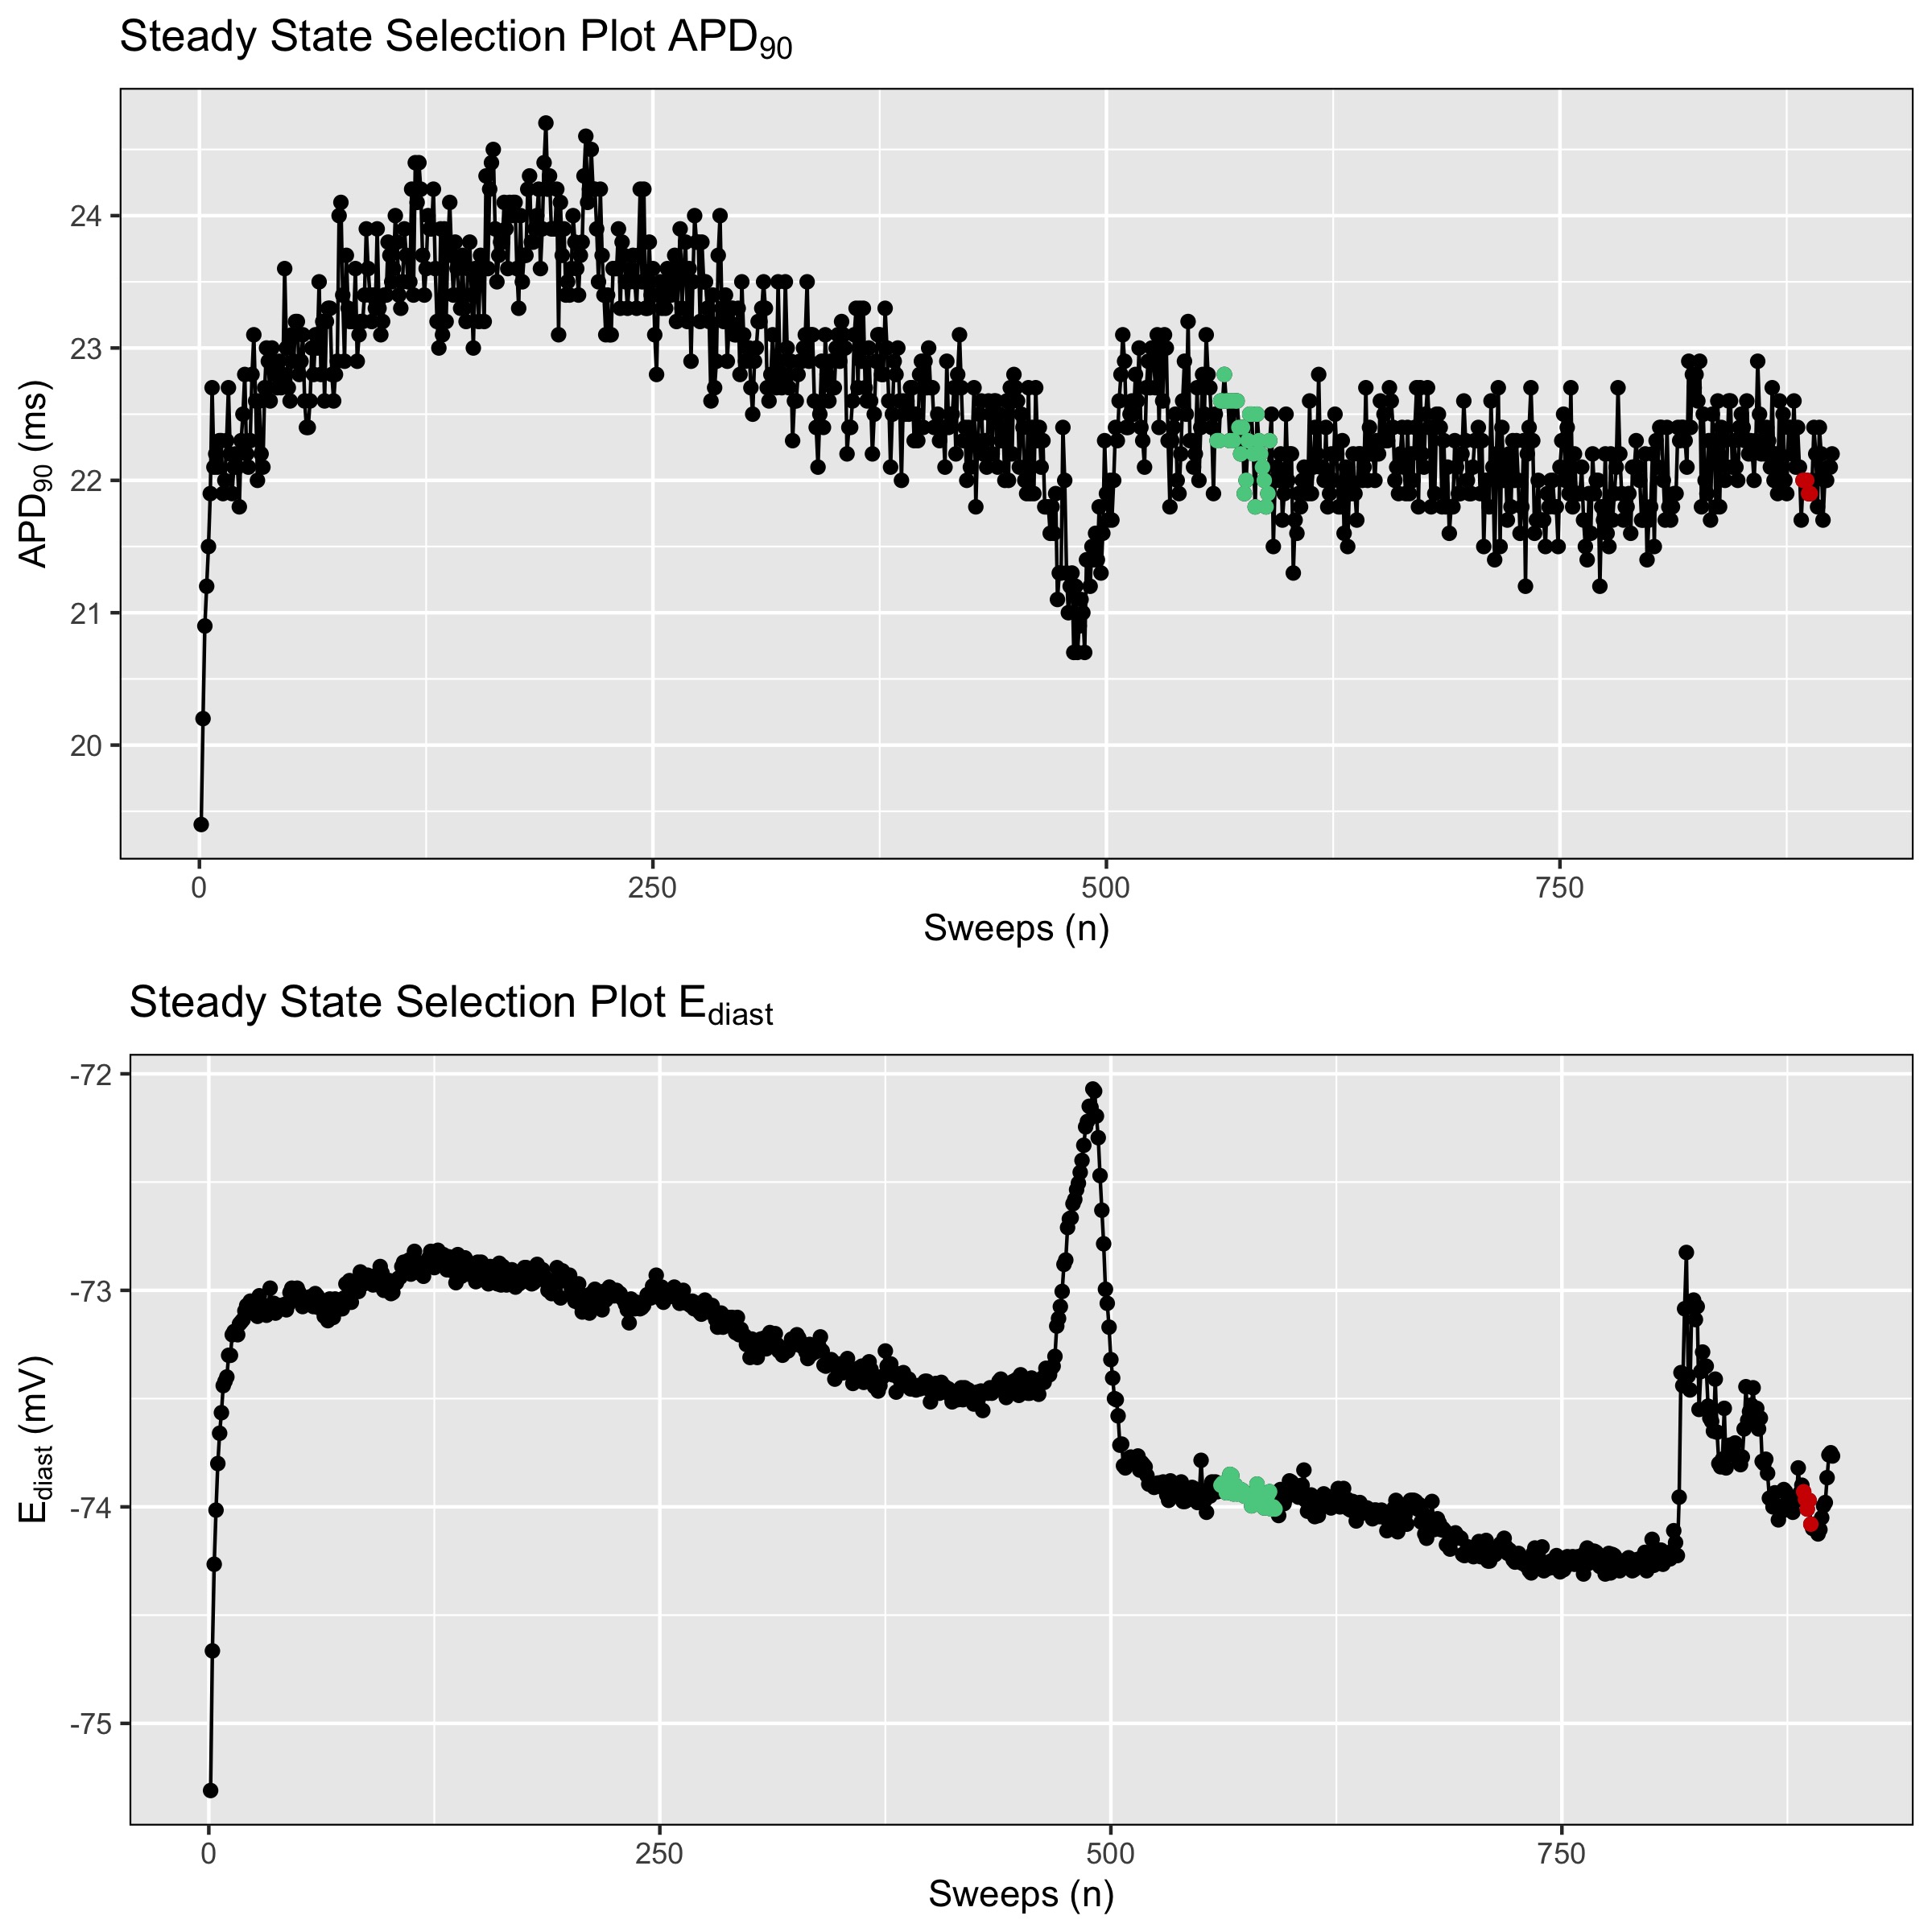 Steady State Selection Plot APD90
24
23
22
21
20
APD90 (ms)
0 250 500 750
Sweeps (n)
Steady State Selection Plot Ediast
-72
-73
-74
-75
Ediast (mV)
0 250 500 750
Sweeps (n)